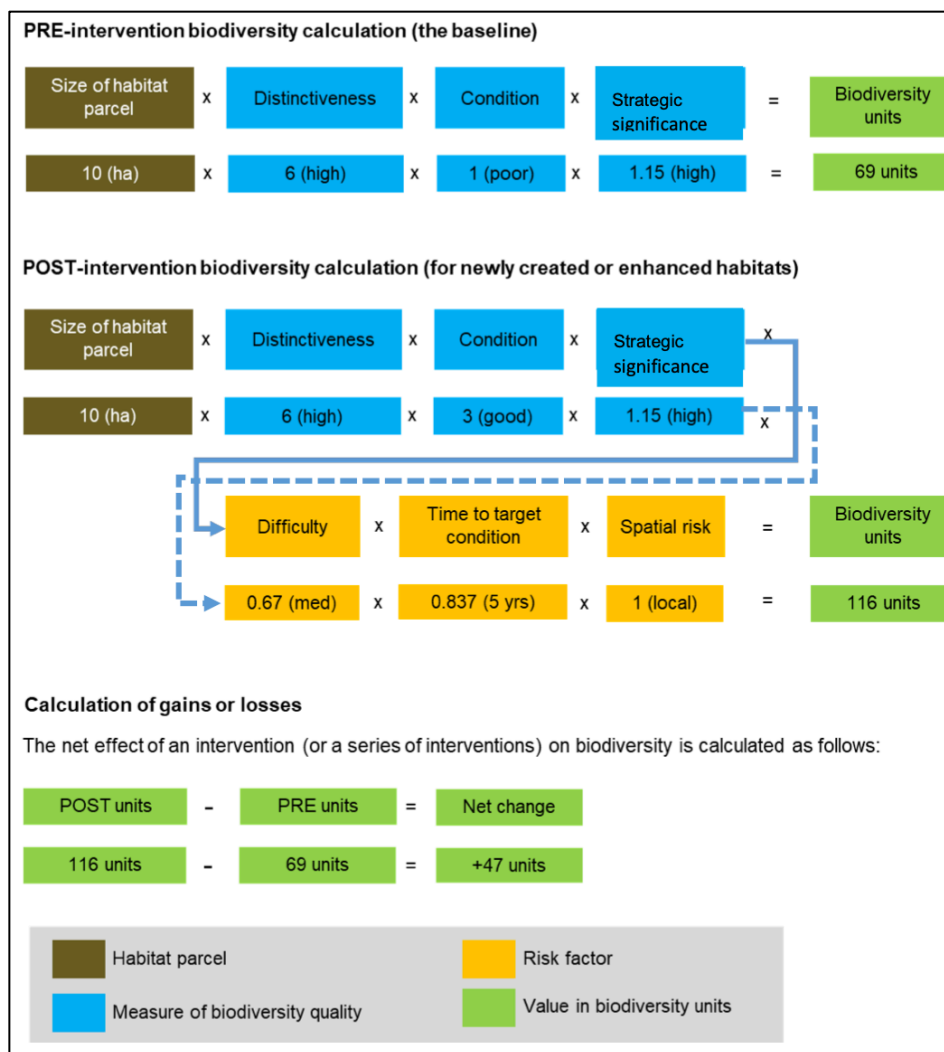 PRE-intervention biodiversity calculation (the baseline)
Size of habitat parcel x Distinctiveness x Condition x Strategic significance = Biodiversity units
10 (ha) x 6 (high) x 1 (poor) x 1.15 (high) = 69 units
POST-intervention biodiversity calculation (for newly created or enhanced habitats)
Size of habitat parcel x Distinctiveness x Condition x Strategic significance x
10 (ha) x 6 (high) x 3 (good) x 1.15 (high) x
Difficulty x Time to target condition x Spatial risk = Biodiversity units
0.67 (med) x 0.837 (5 yrs) x 1 (local) = 116 units
Calculation of gains or losses
The net effect of an intervention (or a series of interventions) on biodiversity is calculated as follows:
POST units - PRE units = Net change
116 units - 69 units = +47 units
Habitat parcel
Risk factor
Measure of biodiversity quality
Value in biodiversity units